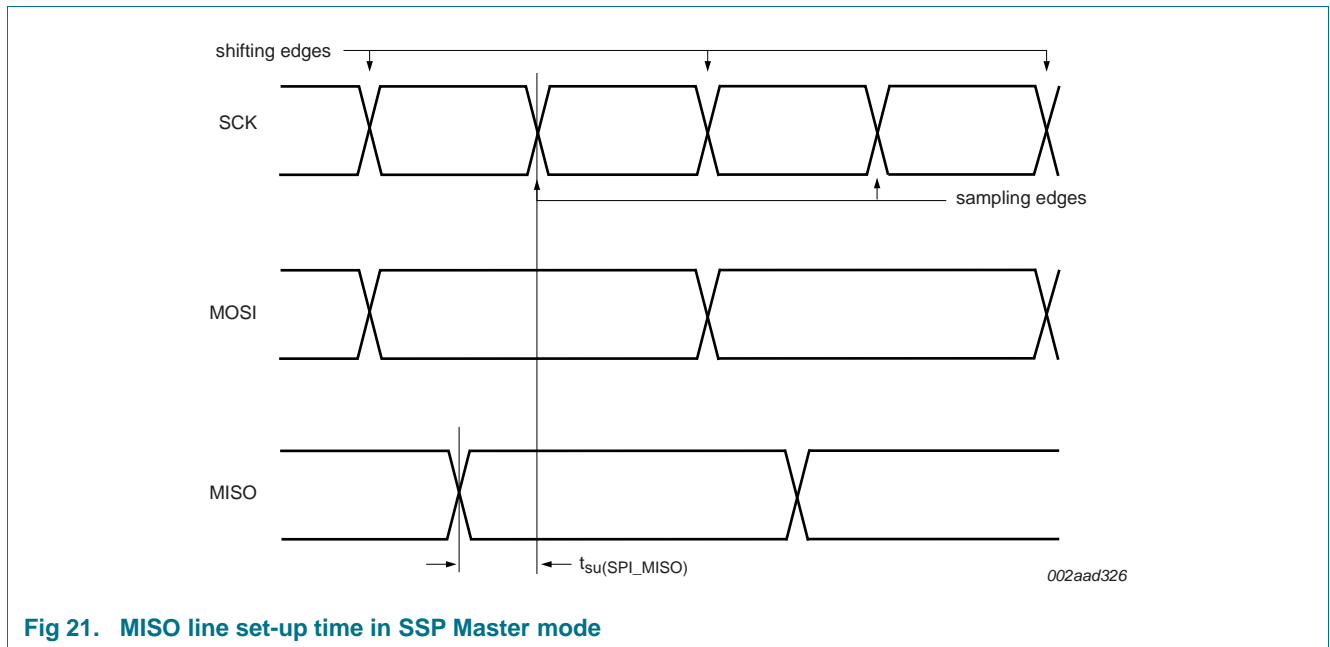 shifting edges
SCK
sampling edges
MOSI
MISO
tsu(SPI_MISO)
002aad326
Fig 21. MISO line set-up time in SSP Master mode